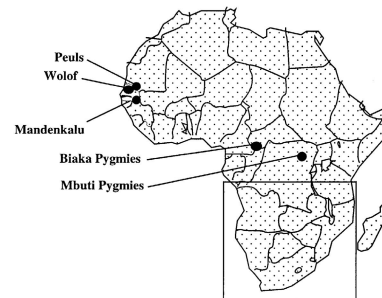 Peuls
Wolof
Mandenkalu
Biaka Pygmies
Mbuti Pygmies